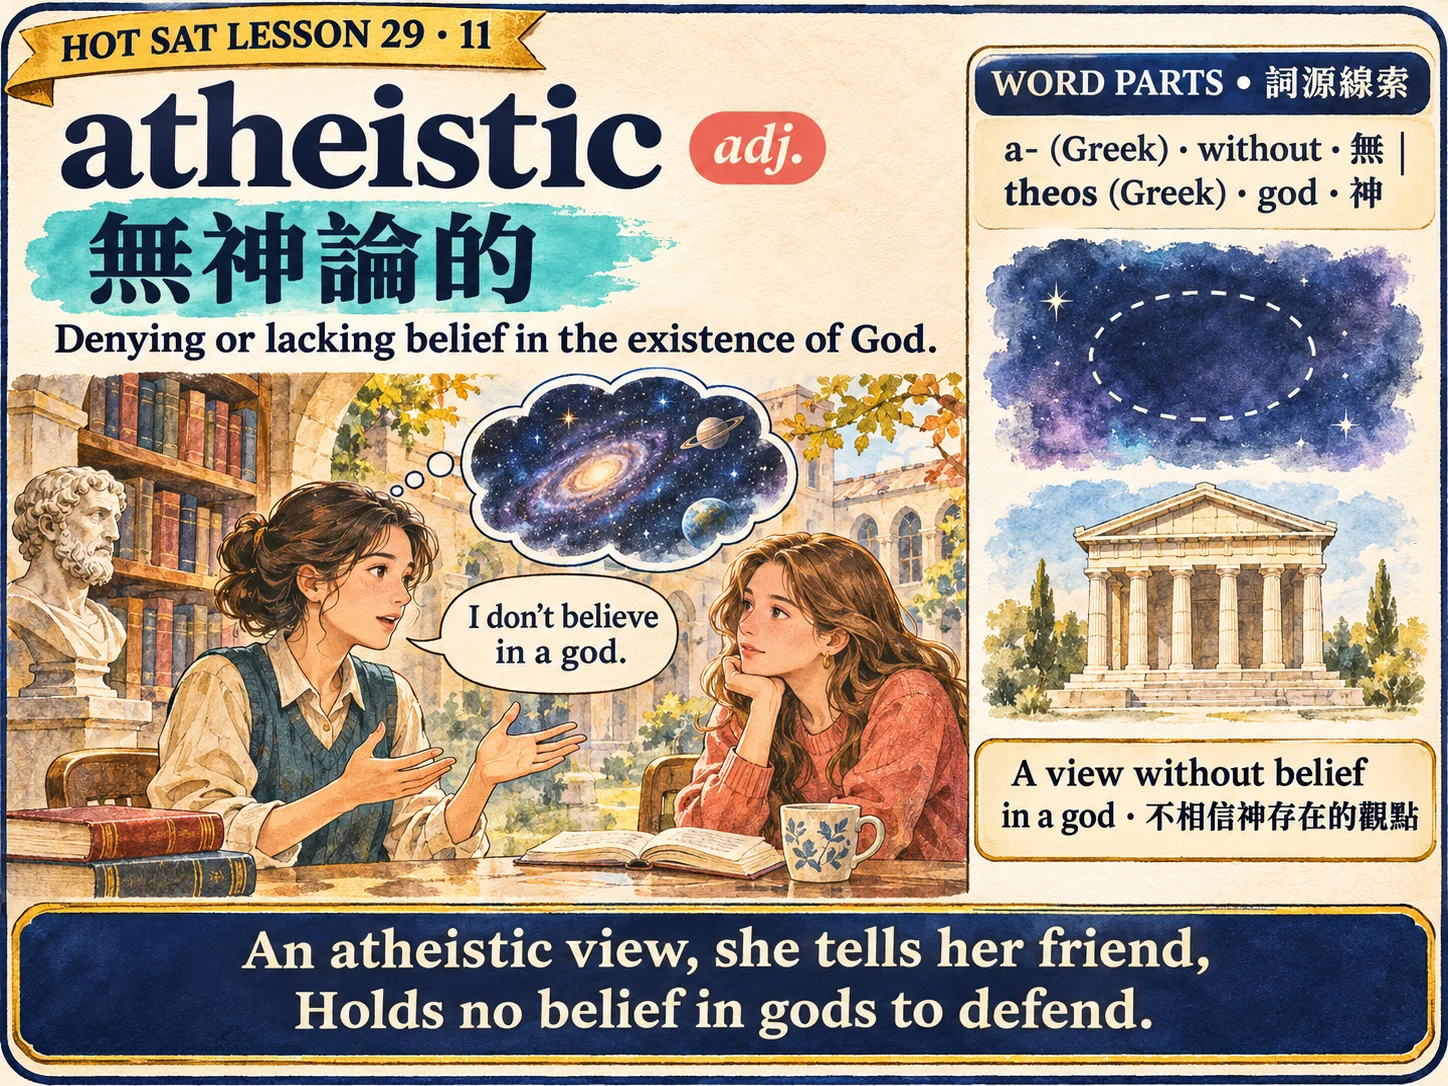 HOT SAT LESSON 29 · 11
atheistic adj.
無神論的
Denying or lacking belief in the existence of God.
I don't believe
in a god.
WORD PARTS • 詞源線索
a- (Greek) · without · 無 |
theos (Greek) · god · 神
A view without belief
in a god · 不相信神存在的觀點
An atheistic view, she tells her friend,
Holds no belief in gods to defend.